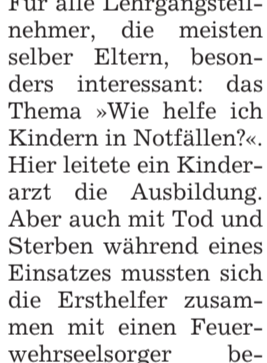 Für alle Lehrgangsteil-
nehmer, die meisten
selber Eltern, beson-
ders interessant: das
Thema »Wie helfe ich
Kindern in Notfällen?«.
Hier leitete ein Kinder-
arzt die Ausbildung.
Aber auch mit Tod und
Sterben während eines
Einsatzes mussten sich
die Ersthelfer zusam-
men mit einen Feuer-
wehrseelsorger be-